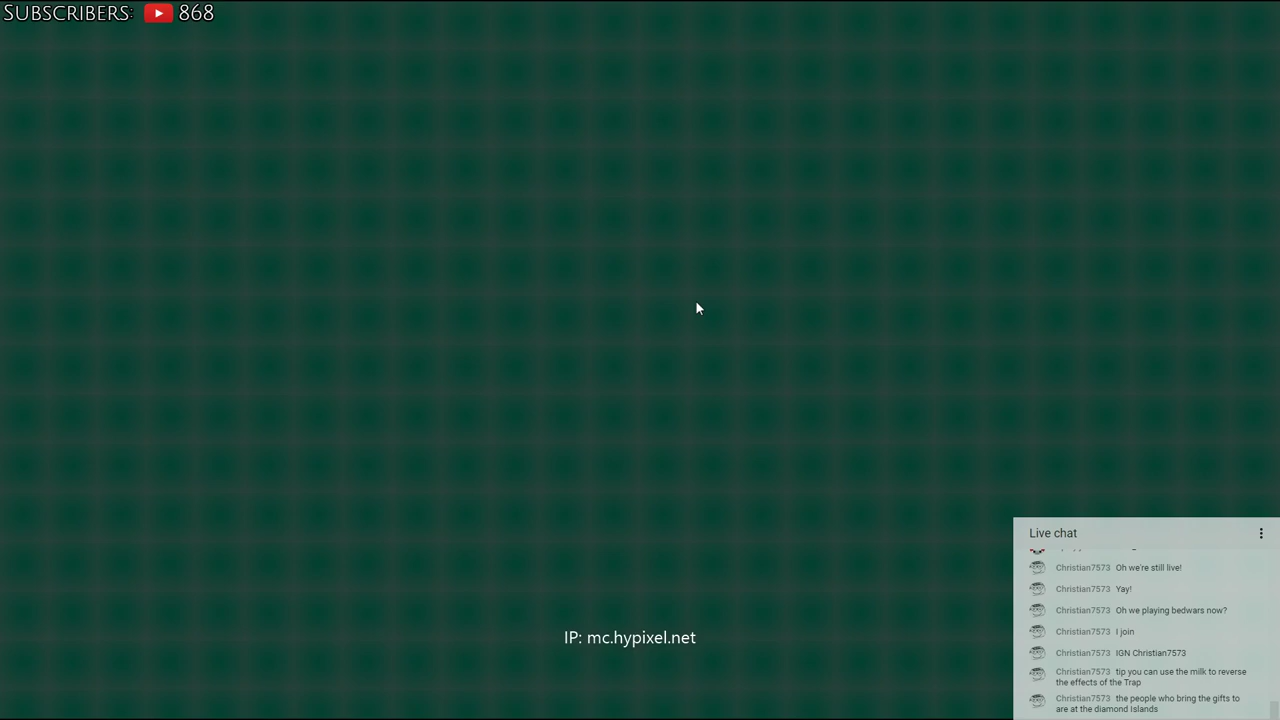 SUBSCRIBERS: 868
Live chat
Christian7573 Oh we're still live!
Christian7573 Yay!
Christian7573 Oh we playing bedwars now?
Christian7573 I join
Christian7573 IGN Christian7573
Christian7573 tip you can use the milk to reverse
the effects of the Trap
Christian7573 the people who bring the gifts to
are at the diamond Islands
IP: mc.hypixel.net